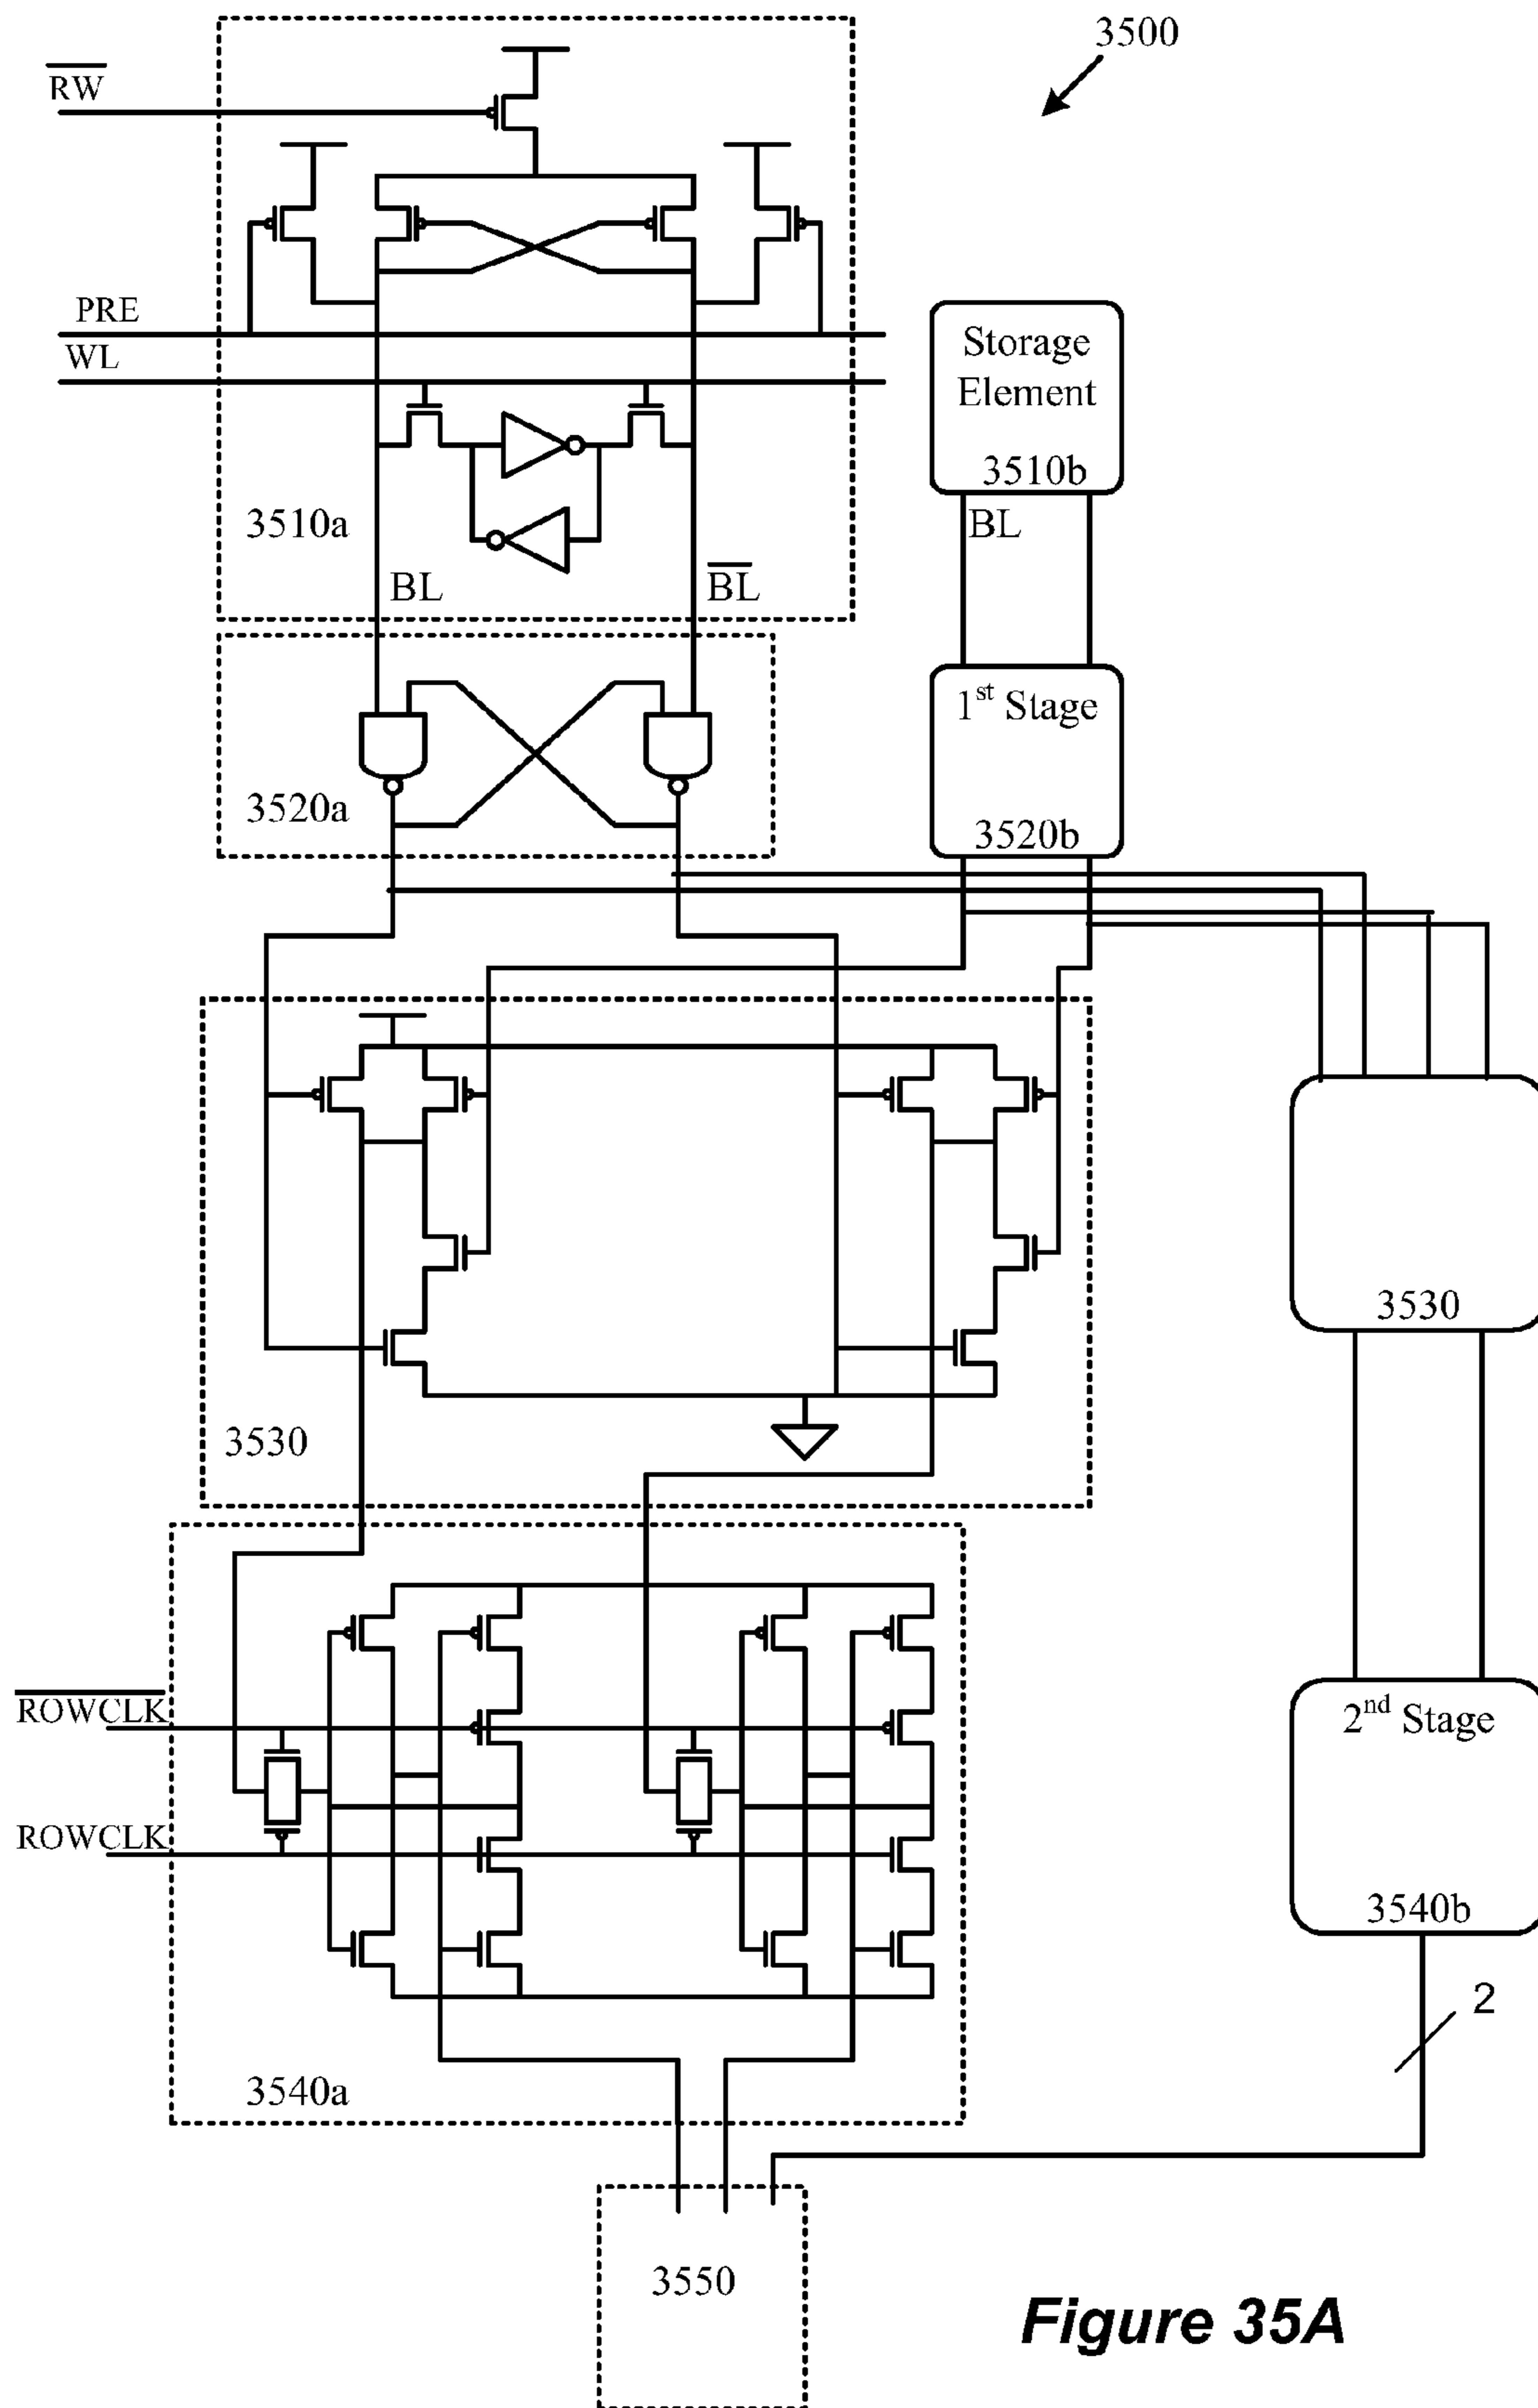 3500
RW
PRE
WL
Storage
Element
3510b
3510a
BL
BL
BL
1st Stage
3520a
3520b
3530
3530
ROWCLK
2nd Stage
ROWCLK
3540b
2
3540a
3550
Figure 35A